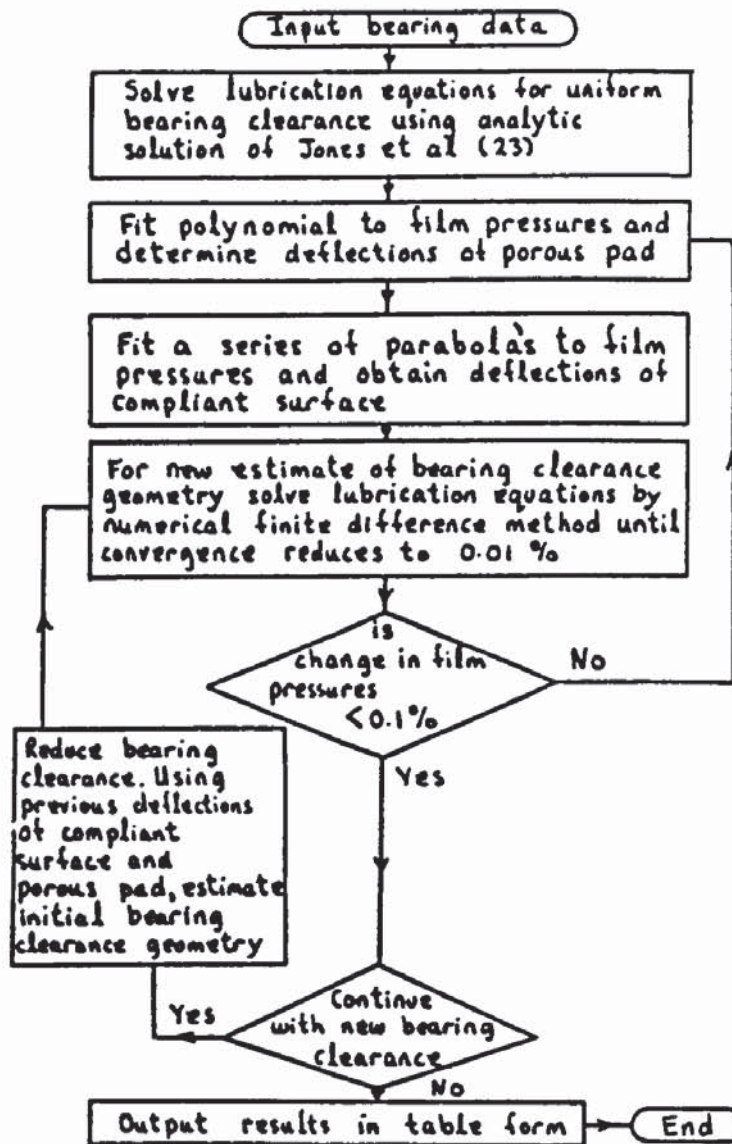 Input bearing data
Solve lubrication equations for uniform
bearing clearance using analytic
solution of Jones et al (23)
Fit polynomial to film pressures and
determine deflections of porous pad
Fit a series of parabola's to film
pressures and obtain deflections of
compliant surface
For new estimate of bearing clearance
geometry solve lubrication equations by
numerical finite difference method until
convergence reduces to 0.01 %
is
change in film
pressures
<0.1%
No
Yes
Reduce bearing
clearance. Using
previous deflections
of compliant
surface and
porous pad, estimate
initial bearing
clearance geometry
Continue
with new bearing
clearance
Yes
No
Output results in table form
End